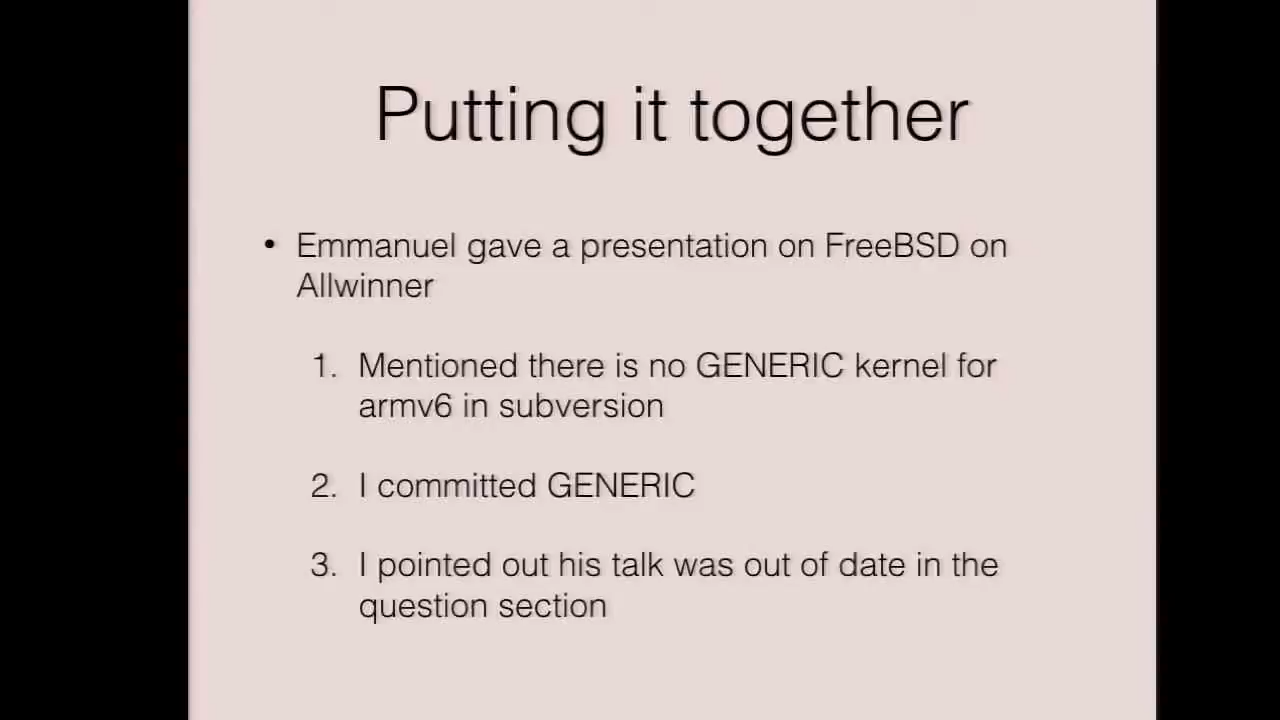 Putting it together
• Emmanuel gave a presentation on FreeBSD on
Allwinner
1. Mentioned there is no GENERIC kernel for
armv6 in subversion
2. I committed GENERIC
3. I pointed out his talk was out of date in the
question section